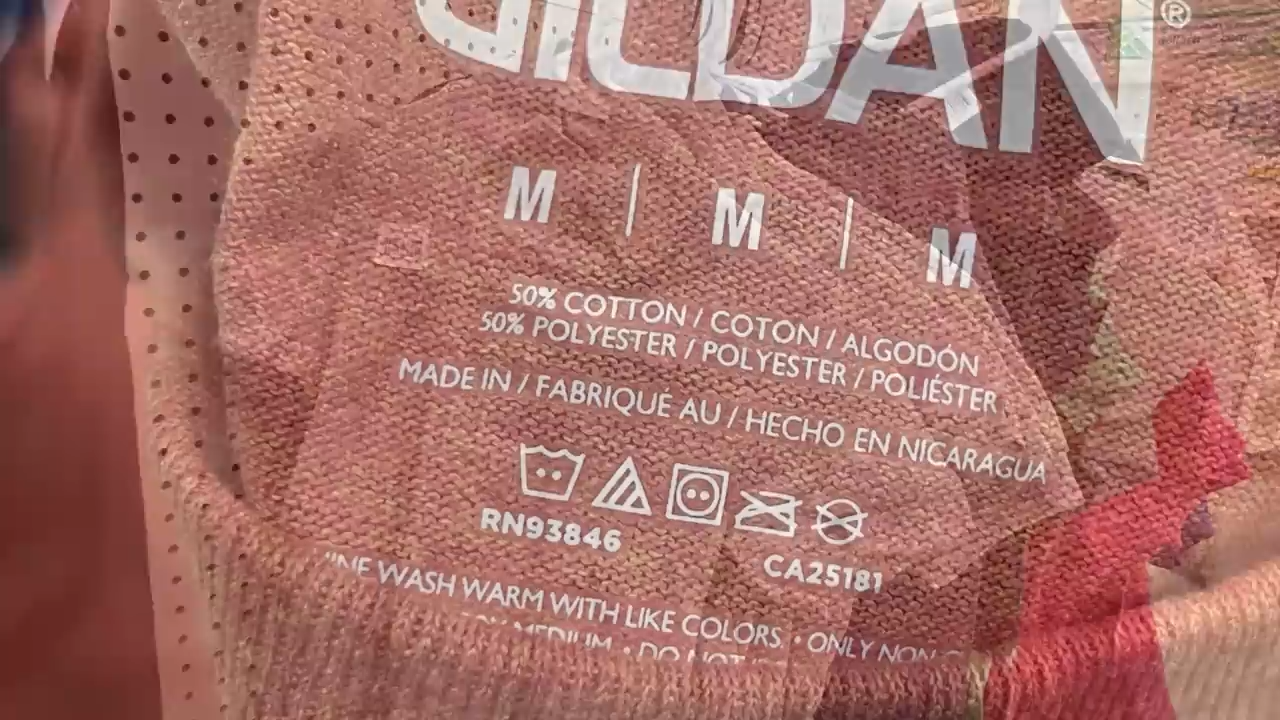 GILDAN®
M | M | M
50% COTTON / COTON / ALGODÓN
50% POLYESTER / POLYESTER / POLIÉSTER
MADE IN / FABRIQUÉ AU / HECHO EN NICARAGUA
RN93846
CA25181
WASH WARM WITH LIKE COLORS. • ONLY NON-
MEDIUM. • DO NOT